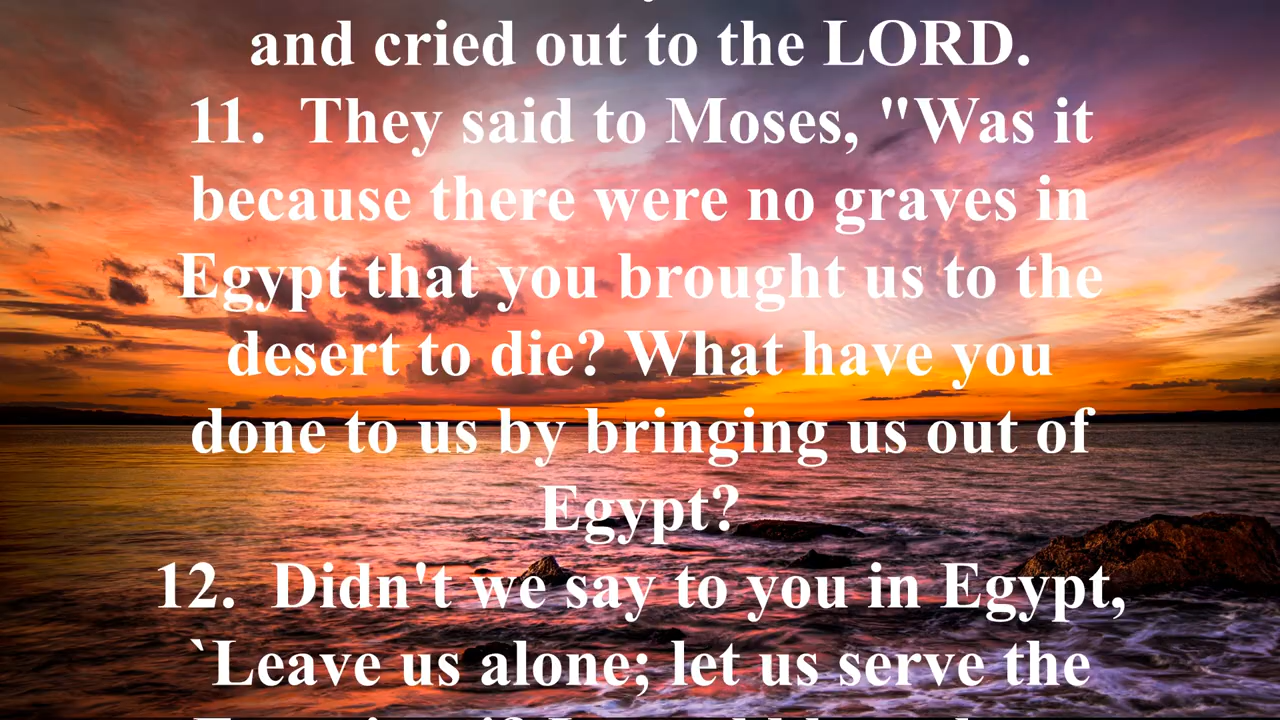 and cried out to the LORD.
11.  They said to Moses, "Was it
because there were no graves in
Egypt that you brought us to the
desert to die? What have you
done to us by bringing us out of
Egypt?
12.  Didn't we say to you in Egypt,
`Leave us alone; let us serve the